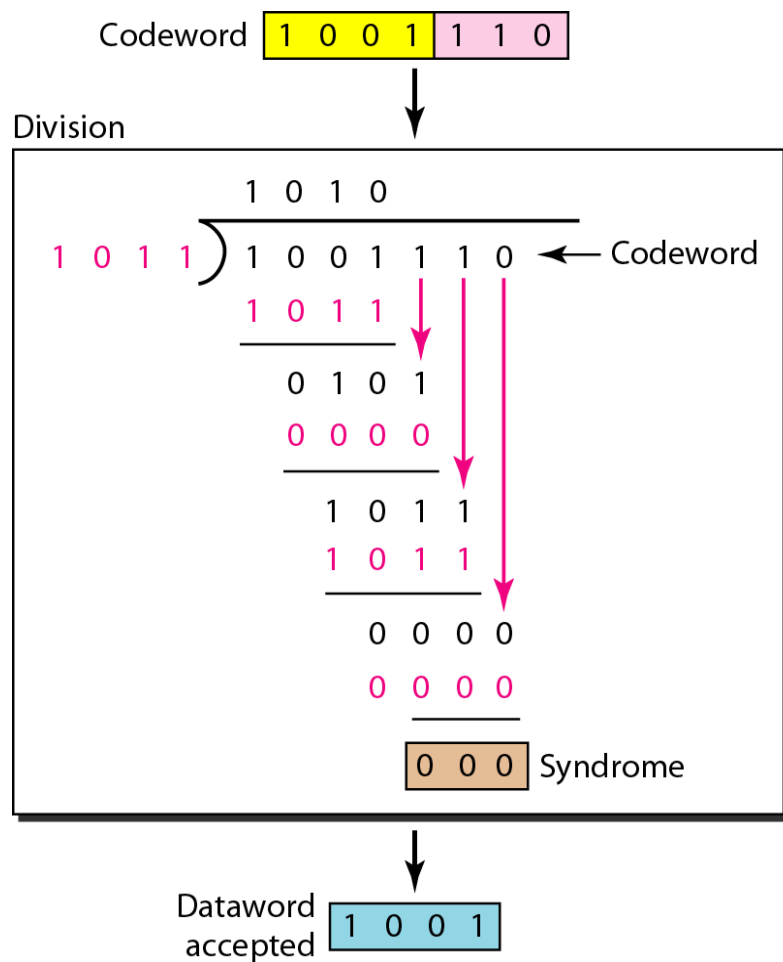 Codeword 1 0 0 1 1 1 0
Division
1 0 1 0
1 0 1 1 1 0 0 1 1 1 0 Codeword
1 0 1 1
0 1 0 1
0 0 0 0
1 0 1 1
1 0 1 1
0 0 0 0
0 0 0 0
0 0 0 Syndrome
Dataword
accepted
1 0 0 1